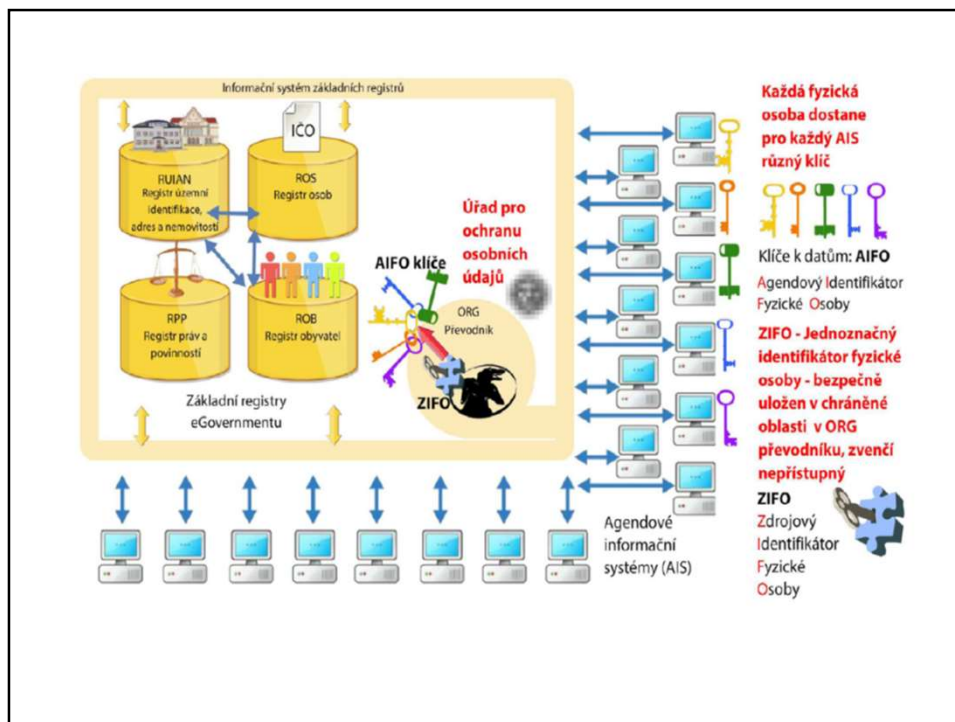 Informační systém základních registrů
IČO
RUIAN
Registr územní
identifikace,
adres a nemovitostí
ROS
Registr osob
RPP
Registr práv a
povinností
ROB
Registr obyvatel
Základní registry
eGovernmentu
AIFO klíče
Úřad pro
ochranu
osobních
údajů
ORG
Převodník
ZIFO
Agendové
informační
systémy (AIS)
Každá fyzická
osoba dostane
pro každý AIS
různý klíč
Klíče k datům: AIFO
Agendový Identifikátor
Fyzické Osoby
ZIFO - Jednoznačný
identifikátor fyzické
osoby - bezpečně
uložen v chráněné
oblasti v ORG
převodníku, zvenčí
nepřístupný
ZIFO
Zdrojový
Identifikátor
Fyzické
Osoby